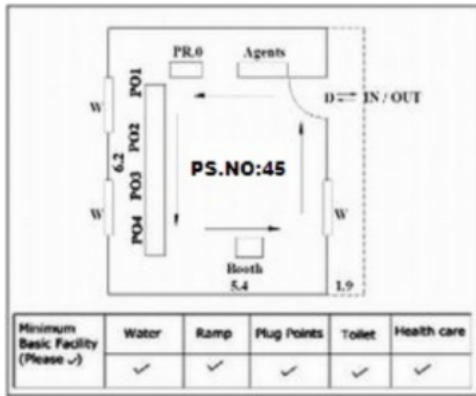 PR.0 Agents
PO1
D ⇌ IN / OUT
W
PO2
6.2
PS.NO:45
PO3
W
W
PO4
Booth
5.4 1.9
Minimum Basic Facility (Please ✓) Water Ramp Plug Points Toilet Health care
✓ ✓ ✓ ✓ ✓